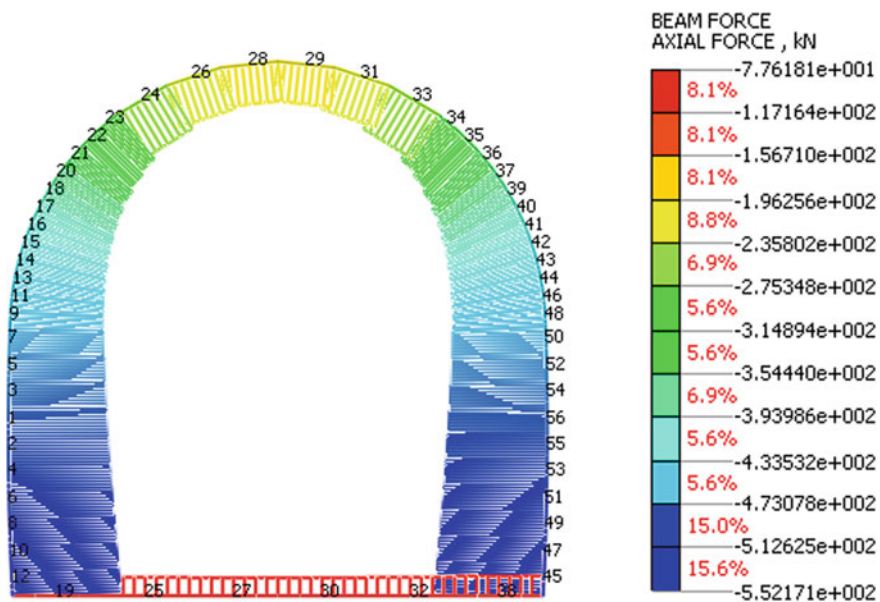 BEAM FORCE
AXIAL FORCE , kN
-7.76181e+001
8.1%
-1.17164e+002
8.1%
-1.56710e+002
8.1%
-1.96256e+002
8.8%
-2.35802e+002
6.9%
-2.75348e+002
5.6%
-3.14894e+002
5.6%
-3.54440e+002
6.9%
-3.93986e+002
5.6%
-4.33532e+002
5.6%
-4.73078e+002
15.0%
-5.12625e+002
15.6%
-5.52171e+002
28 29
26 31
24 33
23 34
22 35
21 36
20 37
18 39
17 40
16 41
15 42
14 43
13 44
11 46
9 48
7 50
5 52
3 54
1 56
2 55
4 53
6 51
8 49
10 47
12 45
19 25 27 30 32 38